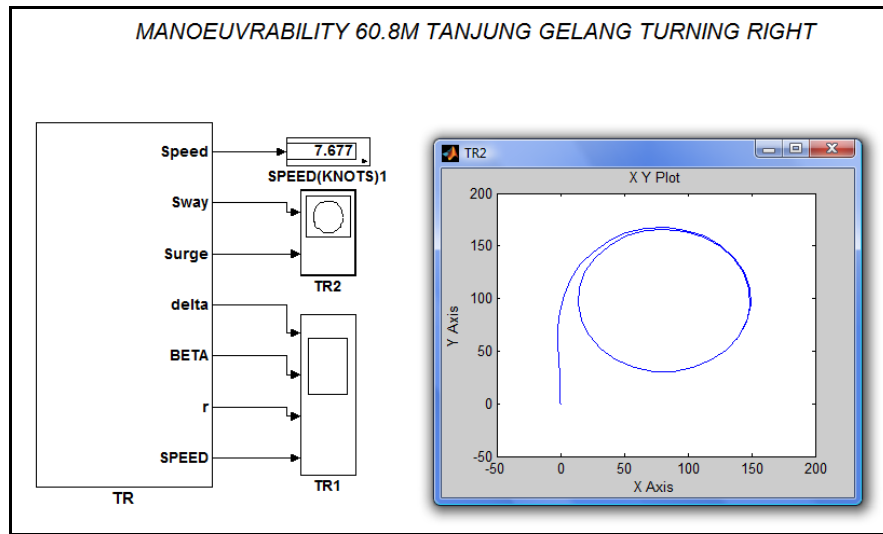 MANOEUVRABILITY 60.8M TANJUNG GELANG TURNING RIGHT
Speed
7.677
SPEED(KNOTS)1
Sway
Surge
TR2
delta
BETA
r
SPEED
TR
TR1
TR2
X Y Plot
200
150
100
50
0
-50
Y Axis
-50
0
50
100
150
200
X Axis